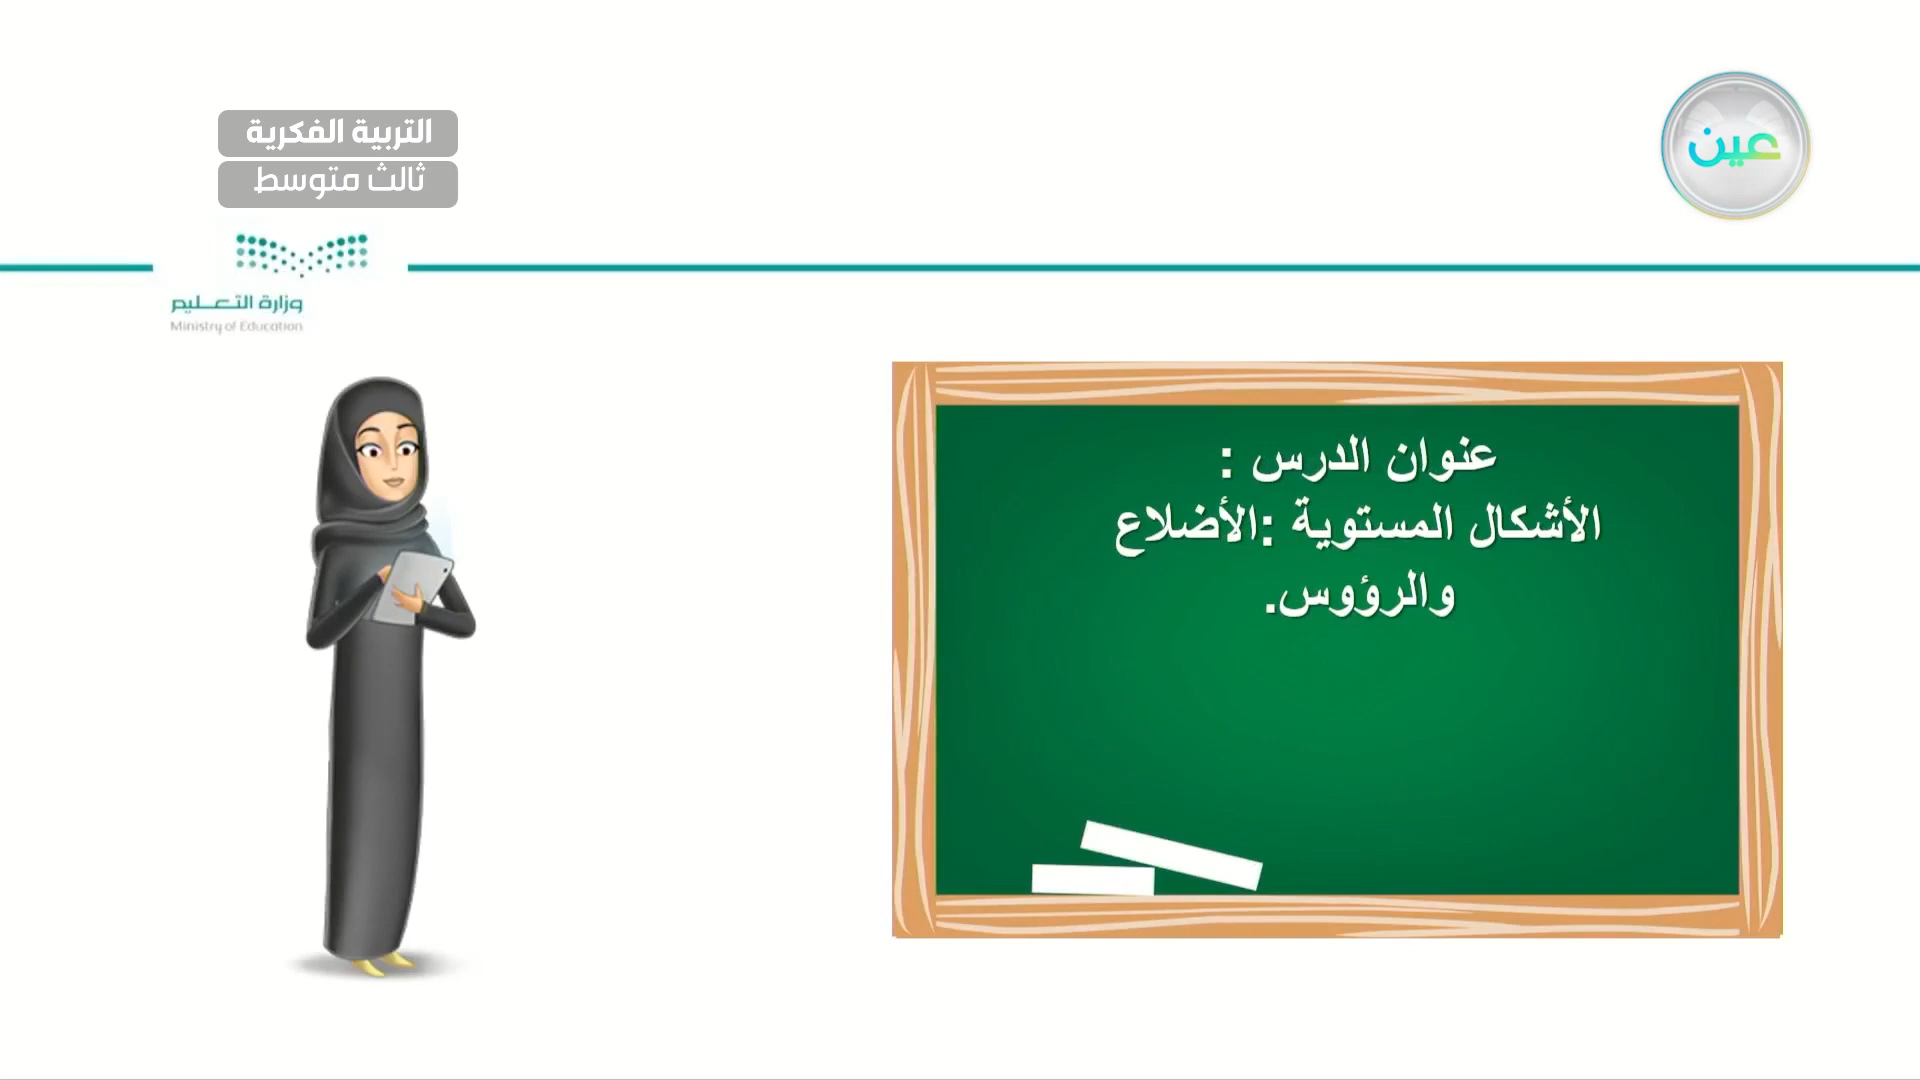 التربية الفكرية
ثالث متوسط
عين
وزارة التعليم
Ministry of Education
عنوان الدرس :
الأشكال المستوية :الأضلاع
والرؤوس.